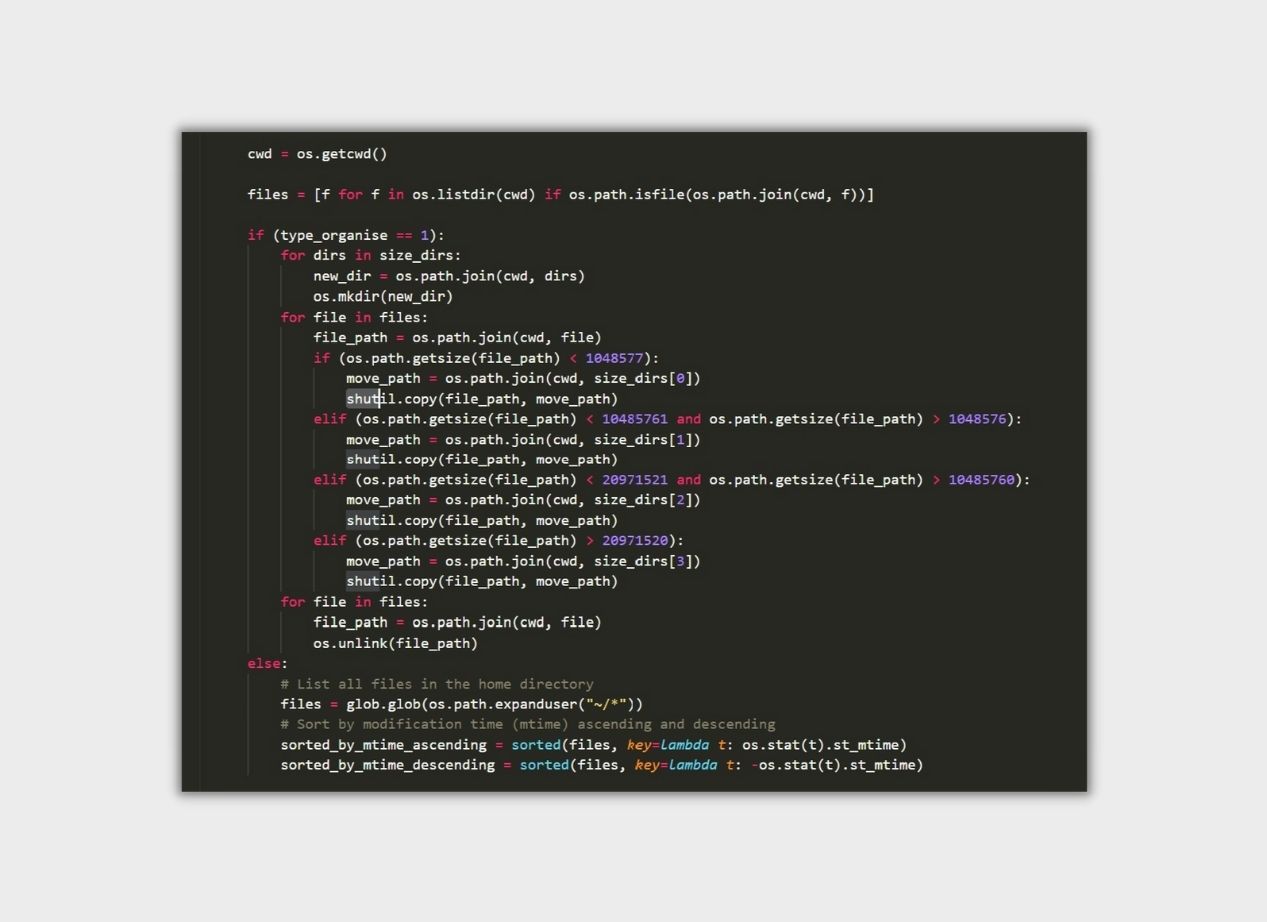 cwd = os.getcwd()
files = [f for f in os.listdir(cwd) if os.path.isfile(os.path.join(cwd, f))]
if (type_organise == 1):
for dirs in size_dirs:
new_dir = os.path.join(cwd, dirs)
os.mkdir(new_dir)
for file in files:
file_path = os.path.join(cwd, file)
if (os.path.getsize(file_path) < 1048577):
move_path = os.path.join(cwd, size_dirs[0])
shutil.copy(file_path, move_path)
elif (os.path.getsize(file_path) < 10485761 and os.path.getsize(file_path) > 1048576):
move_path = os.path.join(cwd, size_dirs[1])
shutil.copy(file_path, move_path)
elif (os.path.getsize(file_path) < 20971521 and os.path.getsize(file_path) > 10485760):
move_path = os.path.join(cwd, size_dirs[2])
shutil.copy(file_path, move_path)
elif (os.path.getsize(file_path) > 20971520):
move_path = os.path.join(cwd, size_dirs[3])
shutil.copy(file_path, move_path)
for file in files:
file_path = os.path.join(cwd, file)
os.unlink(file_path)
else:
# List all files in the home directory
files = glob.glob(os.path.expanduser("~/*"))
# Sort by modification time (mtime) ascending and descending
sorted_by_mtime_ascending = sorted(files, key=lambda t: os.stat(t).st_mtime)
sorted_by_mtime_descending = sorted(files, key=lambda t: -os.stat(t).st_mtime)